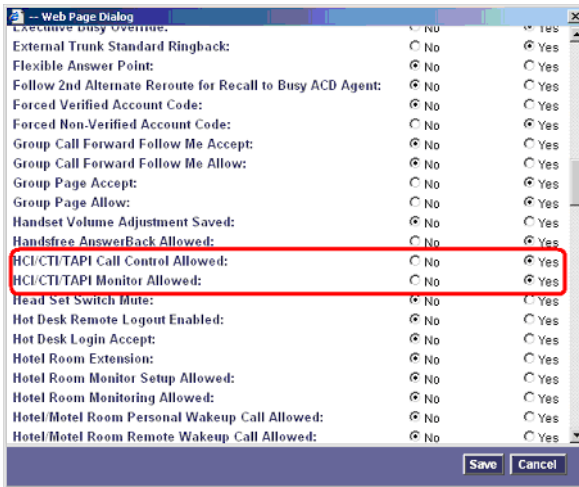 -- Web Page Dialog
Executive Busy Override: No Yes
External Trunk Standard Ringback: No Yes
Flexible Answer Point: No Yes
Follow 2nd Alternate Reroute for Recall to Busy ACD Agent: No Yes
Forced Verified Account Code: No Yes
Forced Non-Verified Account Code: No Yes
Group Call Forward Follow Me Accept: No Yes
Group Call Forward Follow Me Allow: No Yes
Group Page Accept: No Yes
Group Page Allow: No Yes
Handset Volume Adjustment Saved: No Yes
Handsfree AnswerBack Allowed: No Yes
HCI/CTI/TAPI Call Control Allowed: No Yes
HCI/CTI/TAPI Monitor Allowed: No Yes
Head Set Switch Mute: No Yes
Hot Desk Remote Logout Enabled: No Yes
Hot Desk Login Accept: No Yes
Hotel Room Extension: No Yes
Hotel Room Monitor Setup Allowed: No Yes
Hotel Room Monitoring Allowed: No Yes
Hotel/Motel Room Personal Wakeup Call Allowed: No Yes
Hotel/Motel Room Remote Wakeup Call Allowed: No Yes
Save Cancel